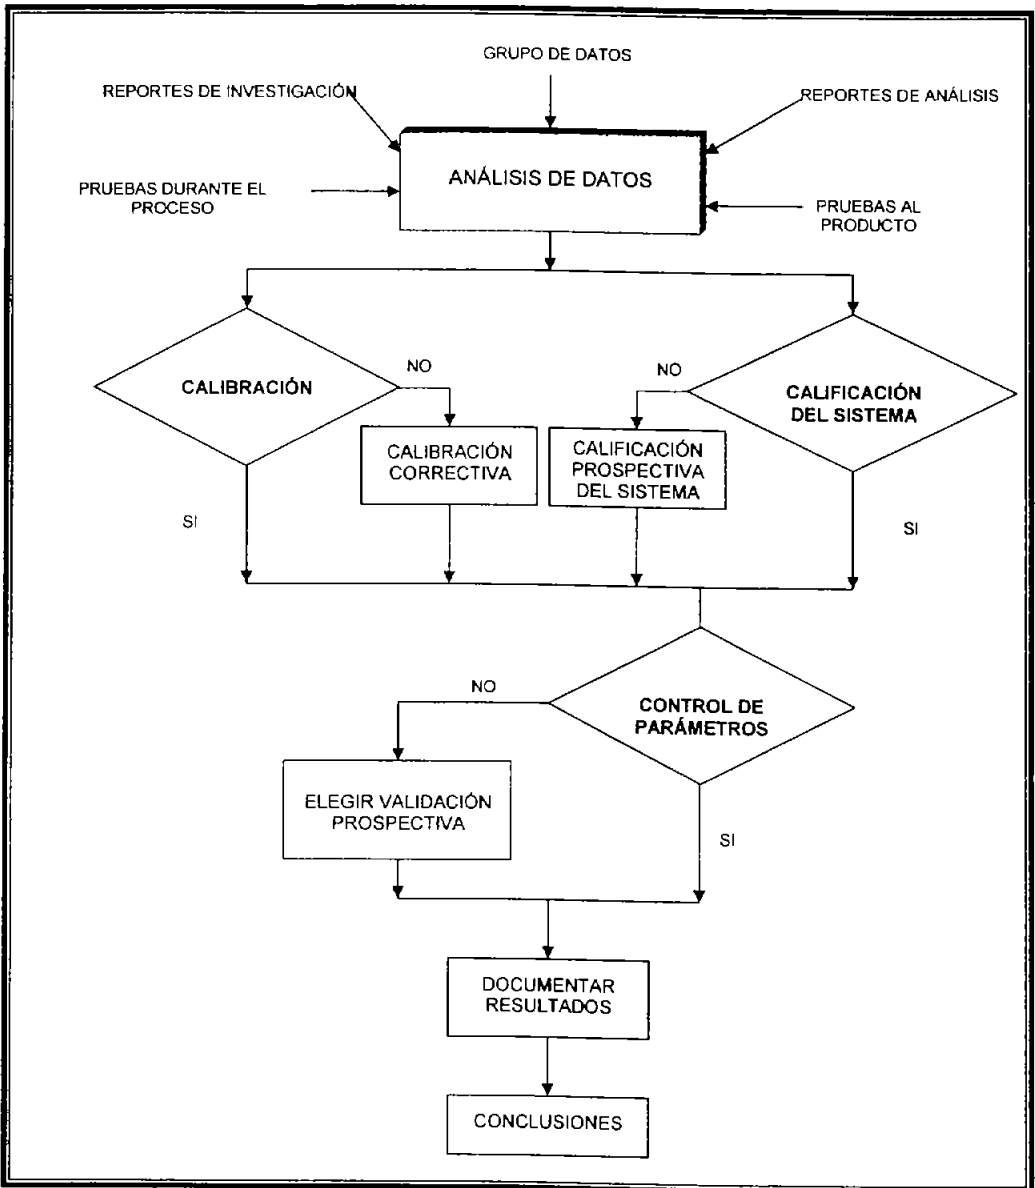 GRUPO DE DATOS
REPORTES DE INVESTIGACIÓN
REPORTES DE ANÁLISIS
ANÁLISIS DE DATOS
PRUEBAS DURANTE EL
PROCESO
PRUEBAS AL
PRODUCTO
CALIBRACIÓN
NO
CALIBRACIÓN
CORRECTIVA
NO
CALIFICACIÓN
PROSPECTIVA
DEL SISTEMA
CALIFICACIÓN
DEL SISTEMA
SI
SI
NO
CONTROL DE
PARÁMETROS
ELEGIR VALIDACIÓN
PROSPECTIVA
SI
DOCUMENTAR
RESULTADOS
CONCLUSIONES